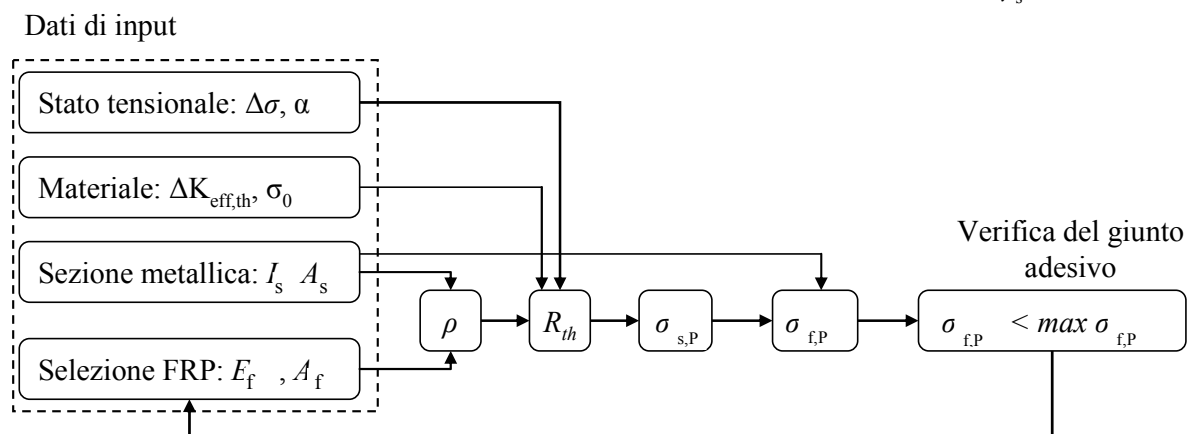 Dati di input
Stato tensionale: Δσ, α
Materiale: ΔK_eff,th, σ_0
Verifica del giunto
adesivo
Sezione metallica: I_s A_s
ρ
R_th
σ_s,P
σ_f,P
σ_f,P < max σ_f,P
Selezione FRP: E_f , A_f